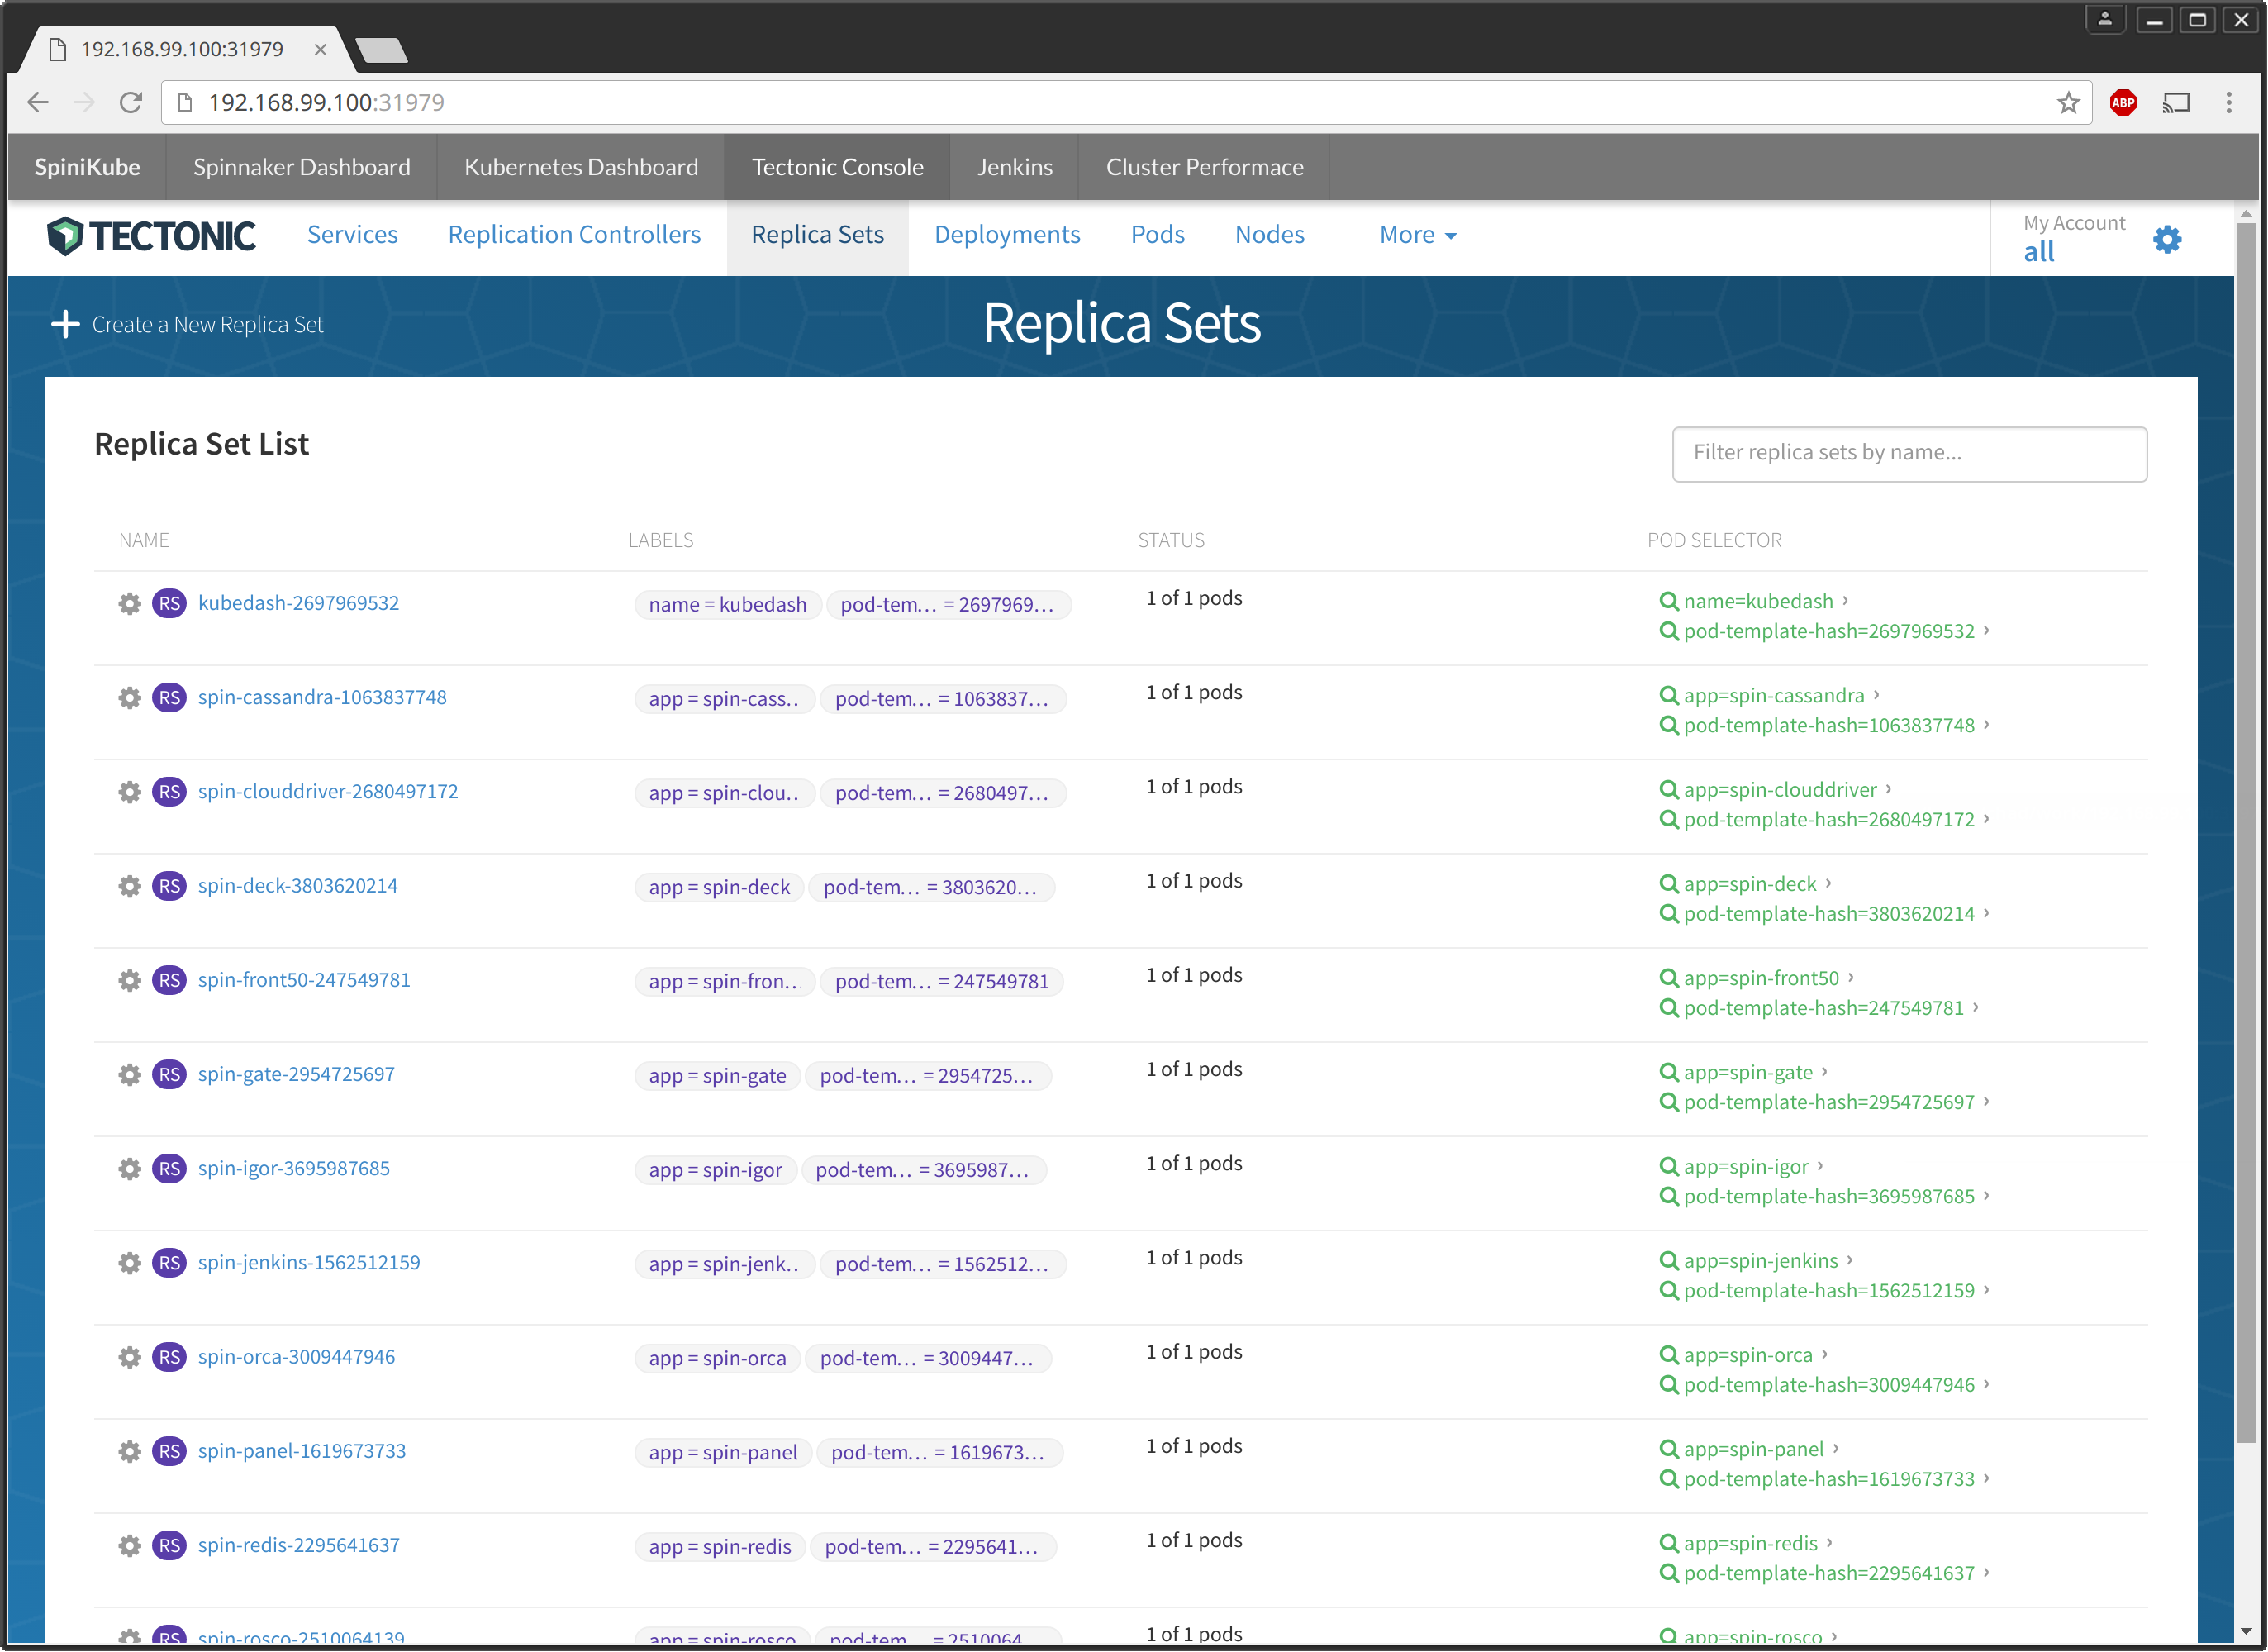 192.168.99.100:31979
192.168.99.100:31979
ABP
SpiniKube Spinnaker Dashboard Kubernetes Dashboard Tectonic Console Jenkins Cluster Performace
TECTONIC Services Replication Controllers Replica Sets Deployments Pods Nodes More My Account
all
Create a New Replica Set Replica Sets
Replica Set List Filter replica sets by name...
NAME LABELS STATUS POD SELECTOR
RS kubedash-2697969532 name = kubedash pod-tem... = 2697969... 1 of 1 pods name=kubedash
pod-template-hash=2697969532
RS spin-cassandra-1063837748 app = spin-cass.. pod-tem... = 1063837... 1 of 1 pods app=spin-cassandra
pod-template-hash=1063837748
RS spin-clouddriver-2680497172 app = spin-clou.. pod-tem... = 2680497... 1 of 1 pods app=spin-clouddriver
pod-template-hash=2680497172
RS spin-deck-3803620214 app = spin-deck pod-tem... = 3803620... 1 of 1 pods app=spin-deck
pod-template-hash=3803620214
RS spin-front50-247549781 app = spin-fron... pod-tem... = 247549781 1 of 1 pods app=spin-front50
pod-template-hash=247549781
RS spin-gate-2954725697 app = spin-gate pod-tem... = 2954725... 1 of 1 pods app=spin-gate
pod-template-hash=2954725697
RS spin-igor-3695987685 app = spin-igor pod-tem... = 3695987... 1 of 1 pods app=spin-igor
pod-template-hash=3695987685
RS spin-jenkins-1562512159 app = spin-jenk.. pod-tem... = 1562512... 1 of 1 pods app=spin-jenkins
pod-template-hash=1562512159
RS spin-orca-3009447946 app = spin-orca pod-tem... = 3009447... 1 of 1 pods app=spin-orca
pod-template-hash=3009447946
RS spin-panel-1619673733 app = spin-panel pod-tem... = 1619673... 1 of 1 pods app=spin-panel
pod-template-hash=1619673733
RS spin-redis-2295641637 app = spin-redis pod-tem... = 2295641... 1 of 1 pods app=spin-redis
pod-template-hash=2295641637
RS spin-rosco-2510064139 app = spin-rosco pod-tem... = 2510064... 1 of 1 pods app=spin-rosco